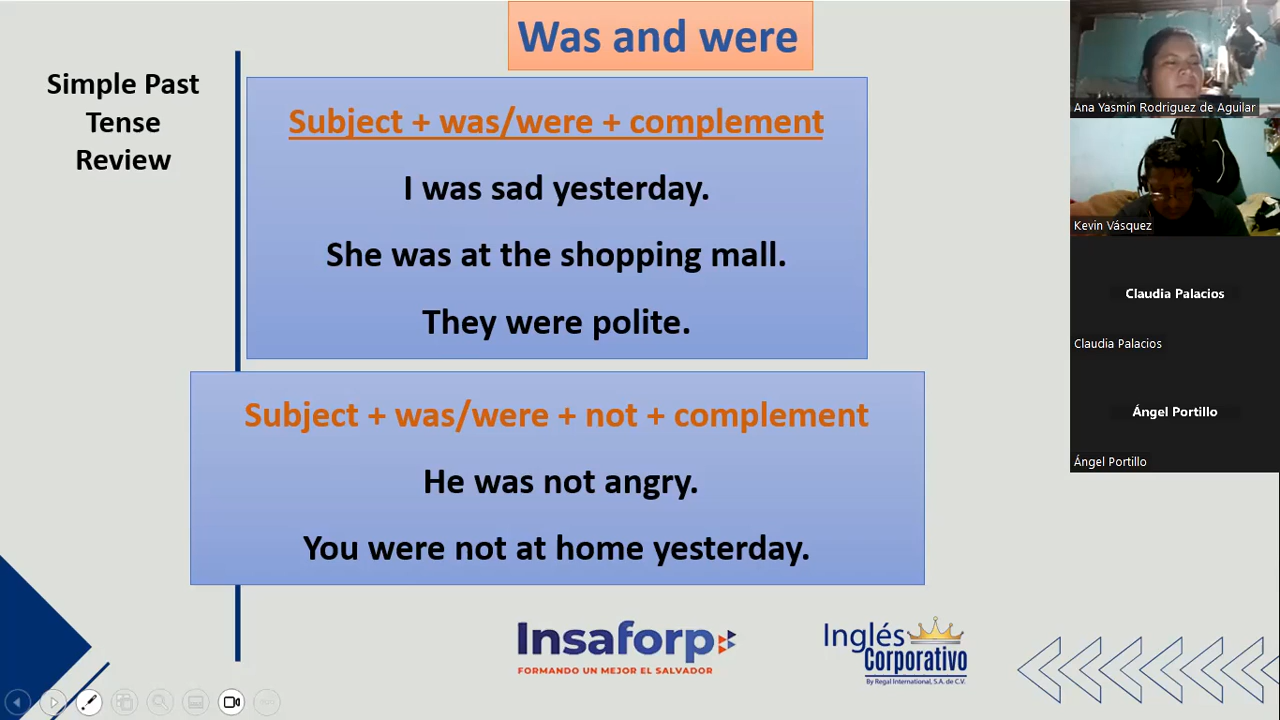 Was and were
Simple Past
Tense
Review
Subject + was/were + complement
I was sad yesterday.
She was at the shopping mall.
They were polite.
Subject + was/were + not + complement
He was not angry.
You were not at home yesterday.
Insaforp
FORMANDO UN MEJOR EL SALVADOR
Inglés
Corporativo
By Regal International, S.A. de C.V.
Ana Yasmin Rodriguez de Aguilar
Kevin Vásquez
Claudia Palacios
Claudia Palacios
Ángel Portillo
Ángel Portillo